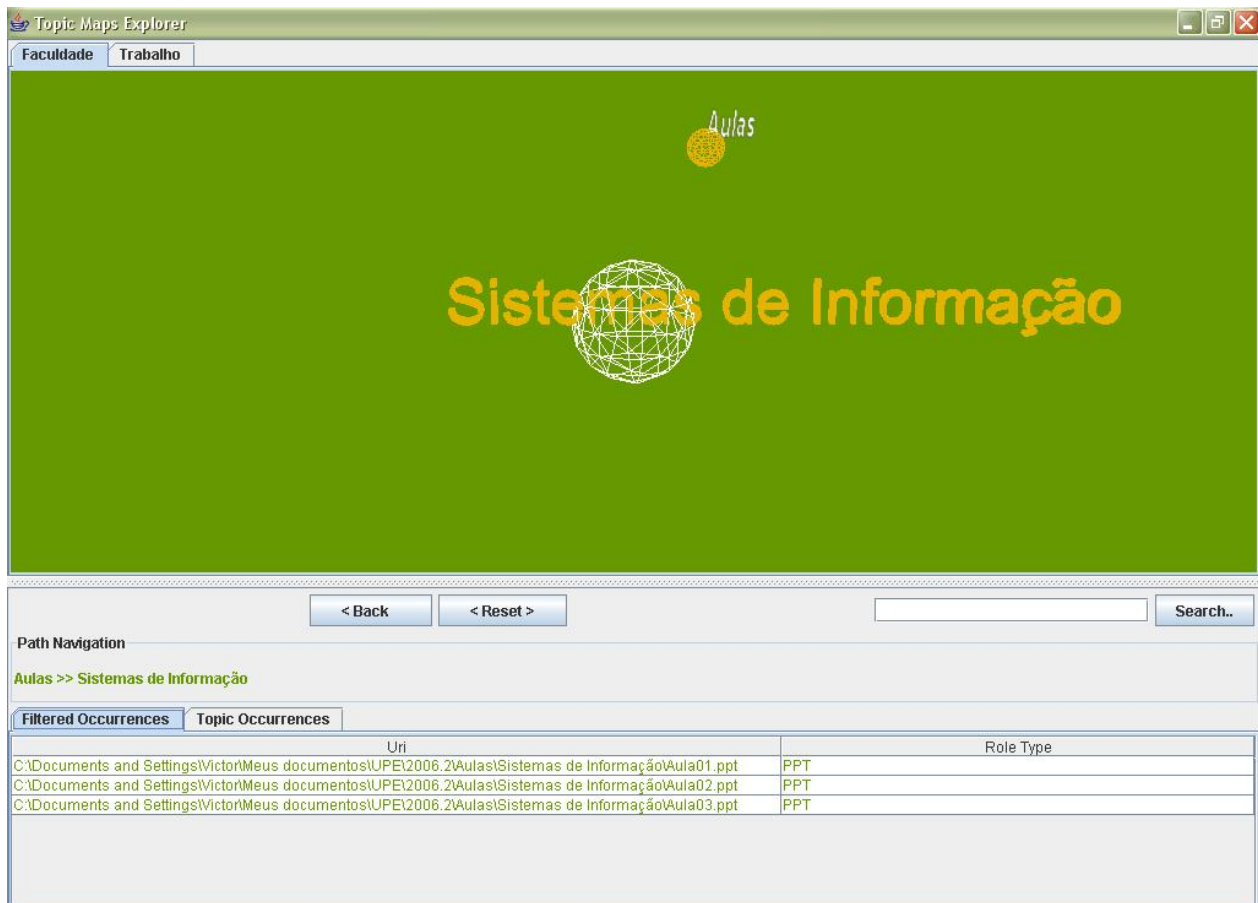 Topic Maps Explorer
Faculdade Trabalho
Aulas
Sistemas de Informação
< Back < Reset > Search..
Path Navigation
Aulas >> Sistemas de Informação
Filtered Occurrences Topic Occurrences
Uri Role Type
C:\Documents and Settings\Victor\Meus documentos\UPE\2006.2\Aulas\Sistemas de Informação\Aula01.ppt PPT
C:\Documents and Settings\Victor\Meus documentos\UPE\2006.2\Aulas\Sistemas de Informação\Aula02.ppt PPT
C:\Documents and Settings\Victor\Meus documentos\UPE\2006.2\Aulas\Sistemas de Informação\Aula03.ppt PPT